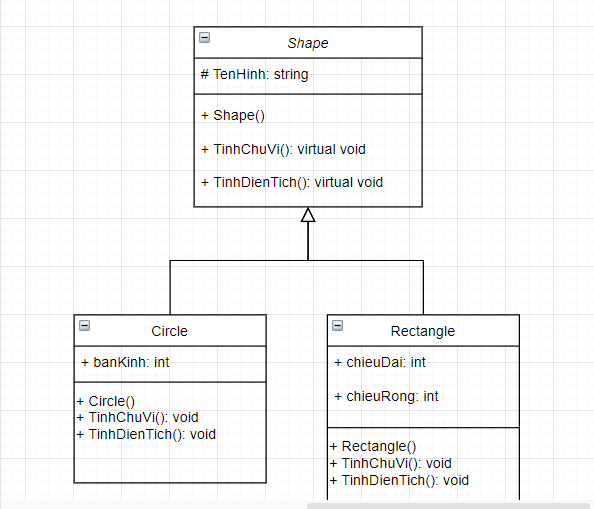 Shape
# TenHinh: string
+ Shape()
+ TinhChuVi(): virtual void
+ TinhDienTich(): virtual void
Circle
+ banKinh: int
+ Circle()
+ TinhChuVi(): void
+ TinhDienTich(): void
Rectangle
+ chieuDai: int
+ chieuRong: int
+ Rectangle()
+ TinhChuVi(): void
+ TinhDienTich(): void